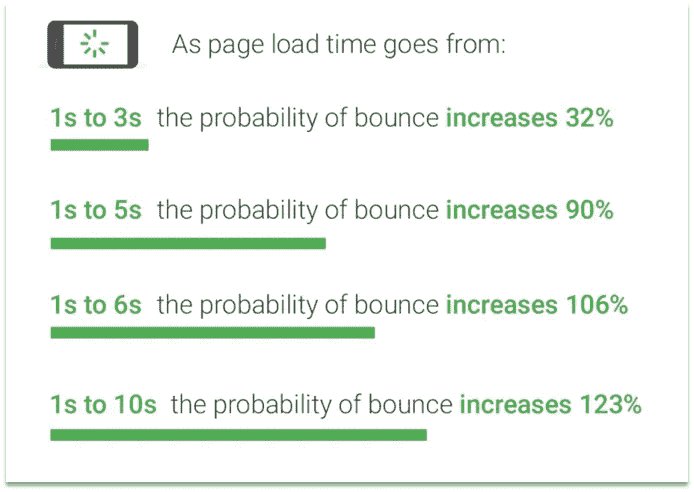 As page load time goes from:
1s to 3s the probability of bounce increases 32%
1s to 5s the probability of bounce increases 90%
1s to 6s the probability of bounce increases 106%
1s to 10s the probability of bounce increases 123%